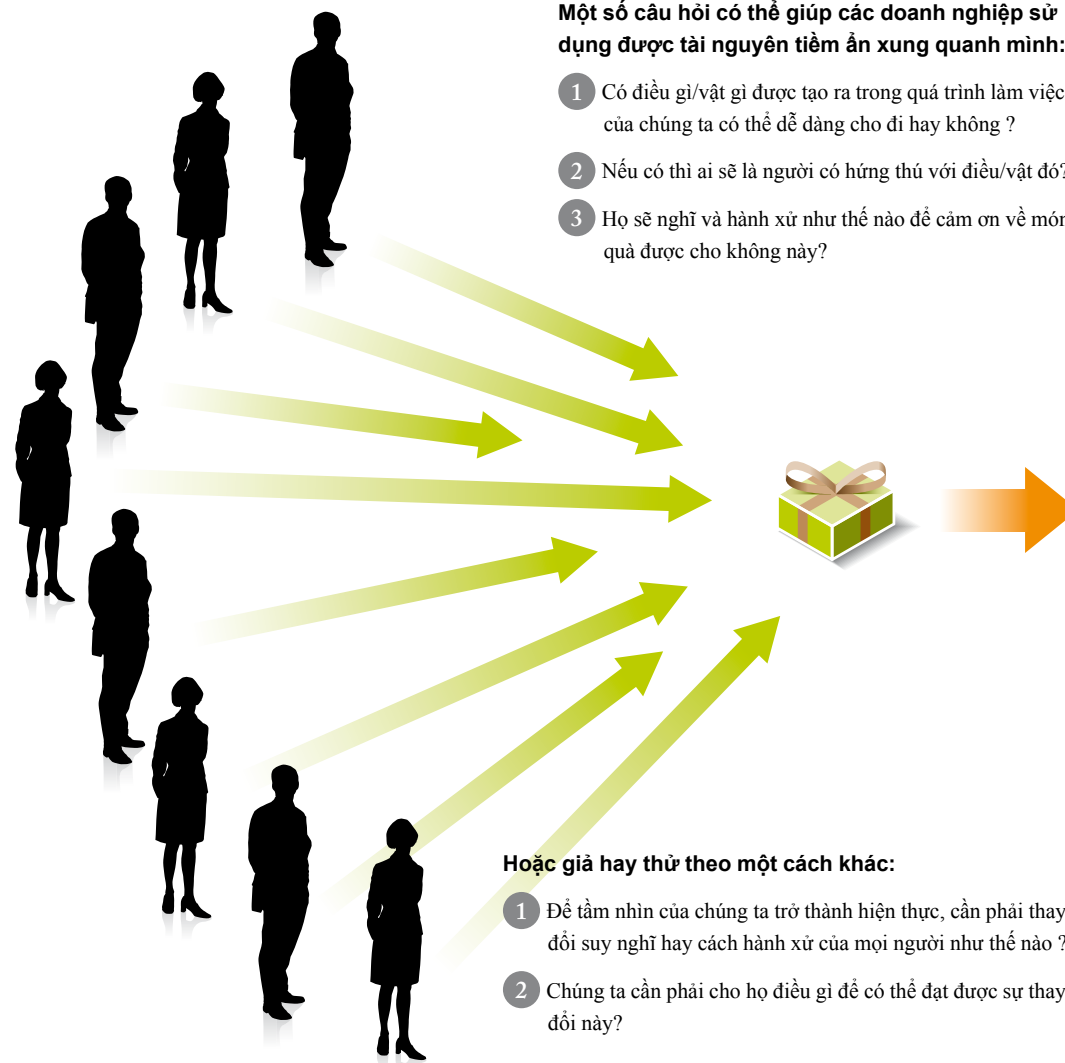 Một số câu hỏi có thể giúp các doanh nghiệp sử
dụng được tài nguyên tiềm ẩn xung quanh mình:
1 Có điều gì/vật gì được tạo ra trong quá trình làm việc
của chúng ta có thể dễ dàng cho đi hay không ?
2 Nếu có thì ai sẽ là người có hứng thú với điều/vật đó?
3 Họ sẽ nghĩ và hành xử như thế nào để cảm ơn về món
quà được cho không này?
Hoặc giả hay thử theo một cách khác:
1 Để tầm nhìn của chúng ta trở thành hiện thực, cần phải thay
đổi suy nghĩ hay cách hành xử của mọi người như thế nào ?
2 Chúng ta cần phải cho họ điều gì để có thể đạt được sự thay
đổi này?